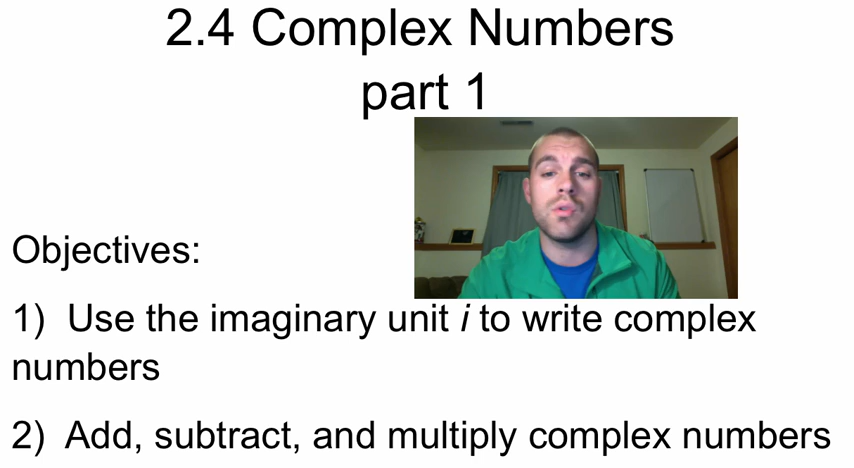 2.4 Complex Numbers
part 1
Objectives:
1) Use the imaginary unit i to write complex
numbers
2) Add, subtract, and multiply complex numbers